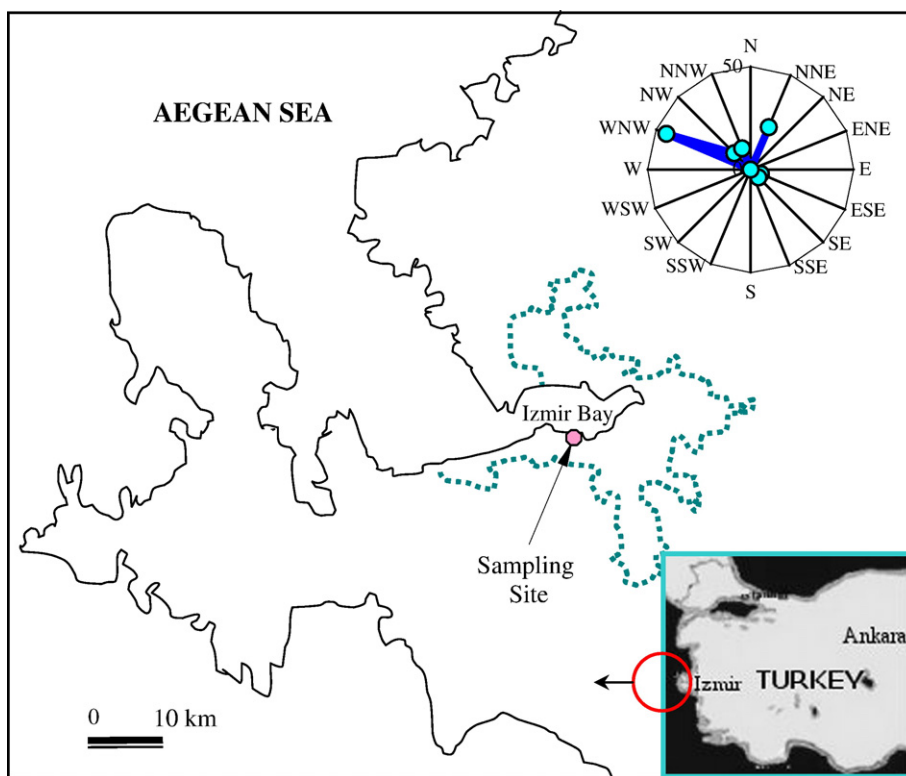 AEGEAN SEA
N
50
NNW
NNE
NW
NE
WNW
ENE
W
E
WSW
ESE
SW
SE
SSW
SSE
S
Izmir Bay
Sampling
Site
0 10 km
Ankara
Izmir
TURKEY